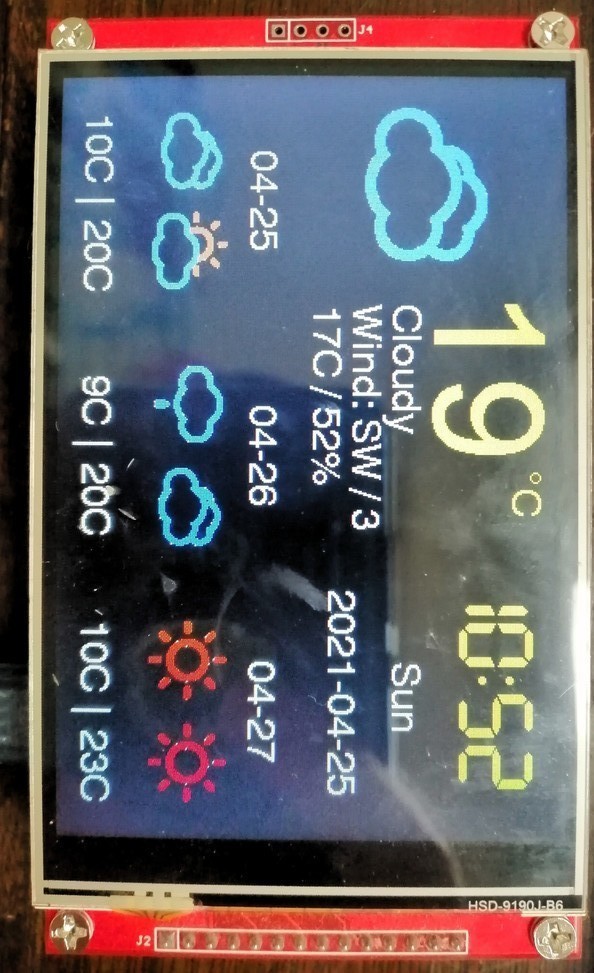 19 °C
10:52
Cloudy
Wind: SW / 3
17C / 52%
Sun
2021-04-25
04-25
04-26
04-27
10C | 20C
9C | 20C
10C | 23C
HSD-9190J-B6
J4
J2